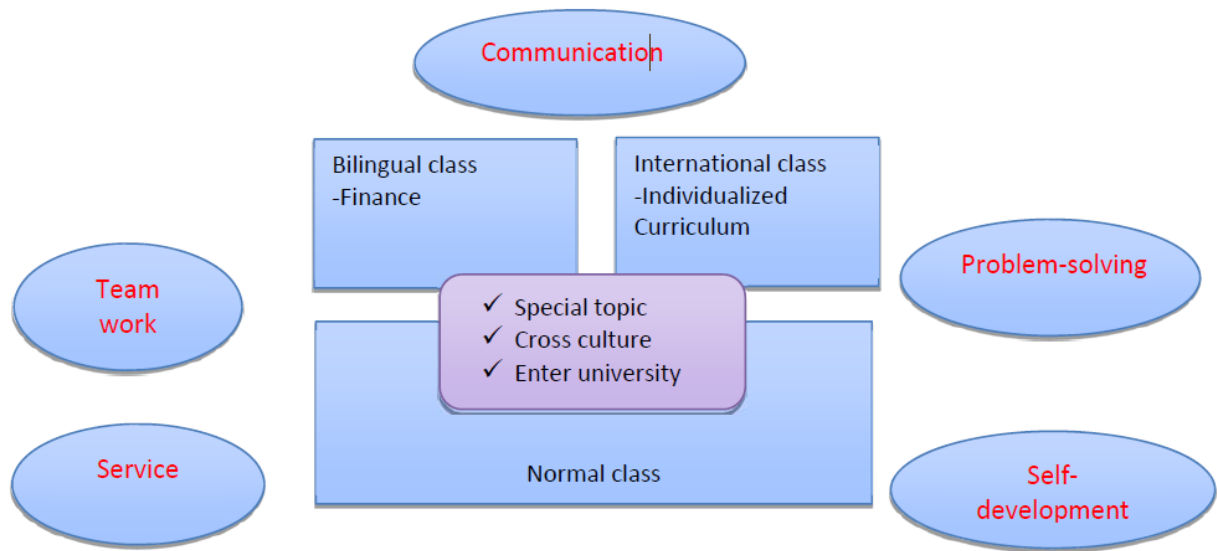 Communication
Bilingual class
-Finance
International class
-Individualized
Curriculum
Team
work
Problem-solving
✓ Special topic
✓ Cross culture
✓ Enter university
Service
Normal class
Self-
development